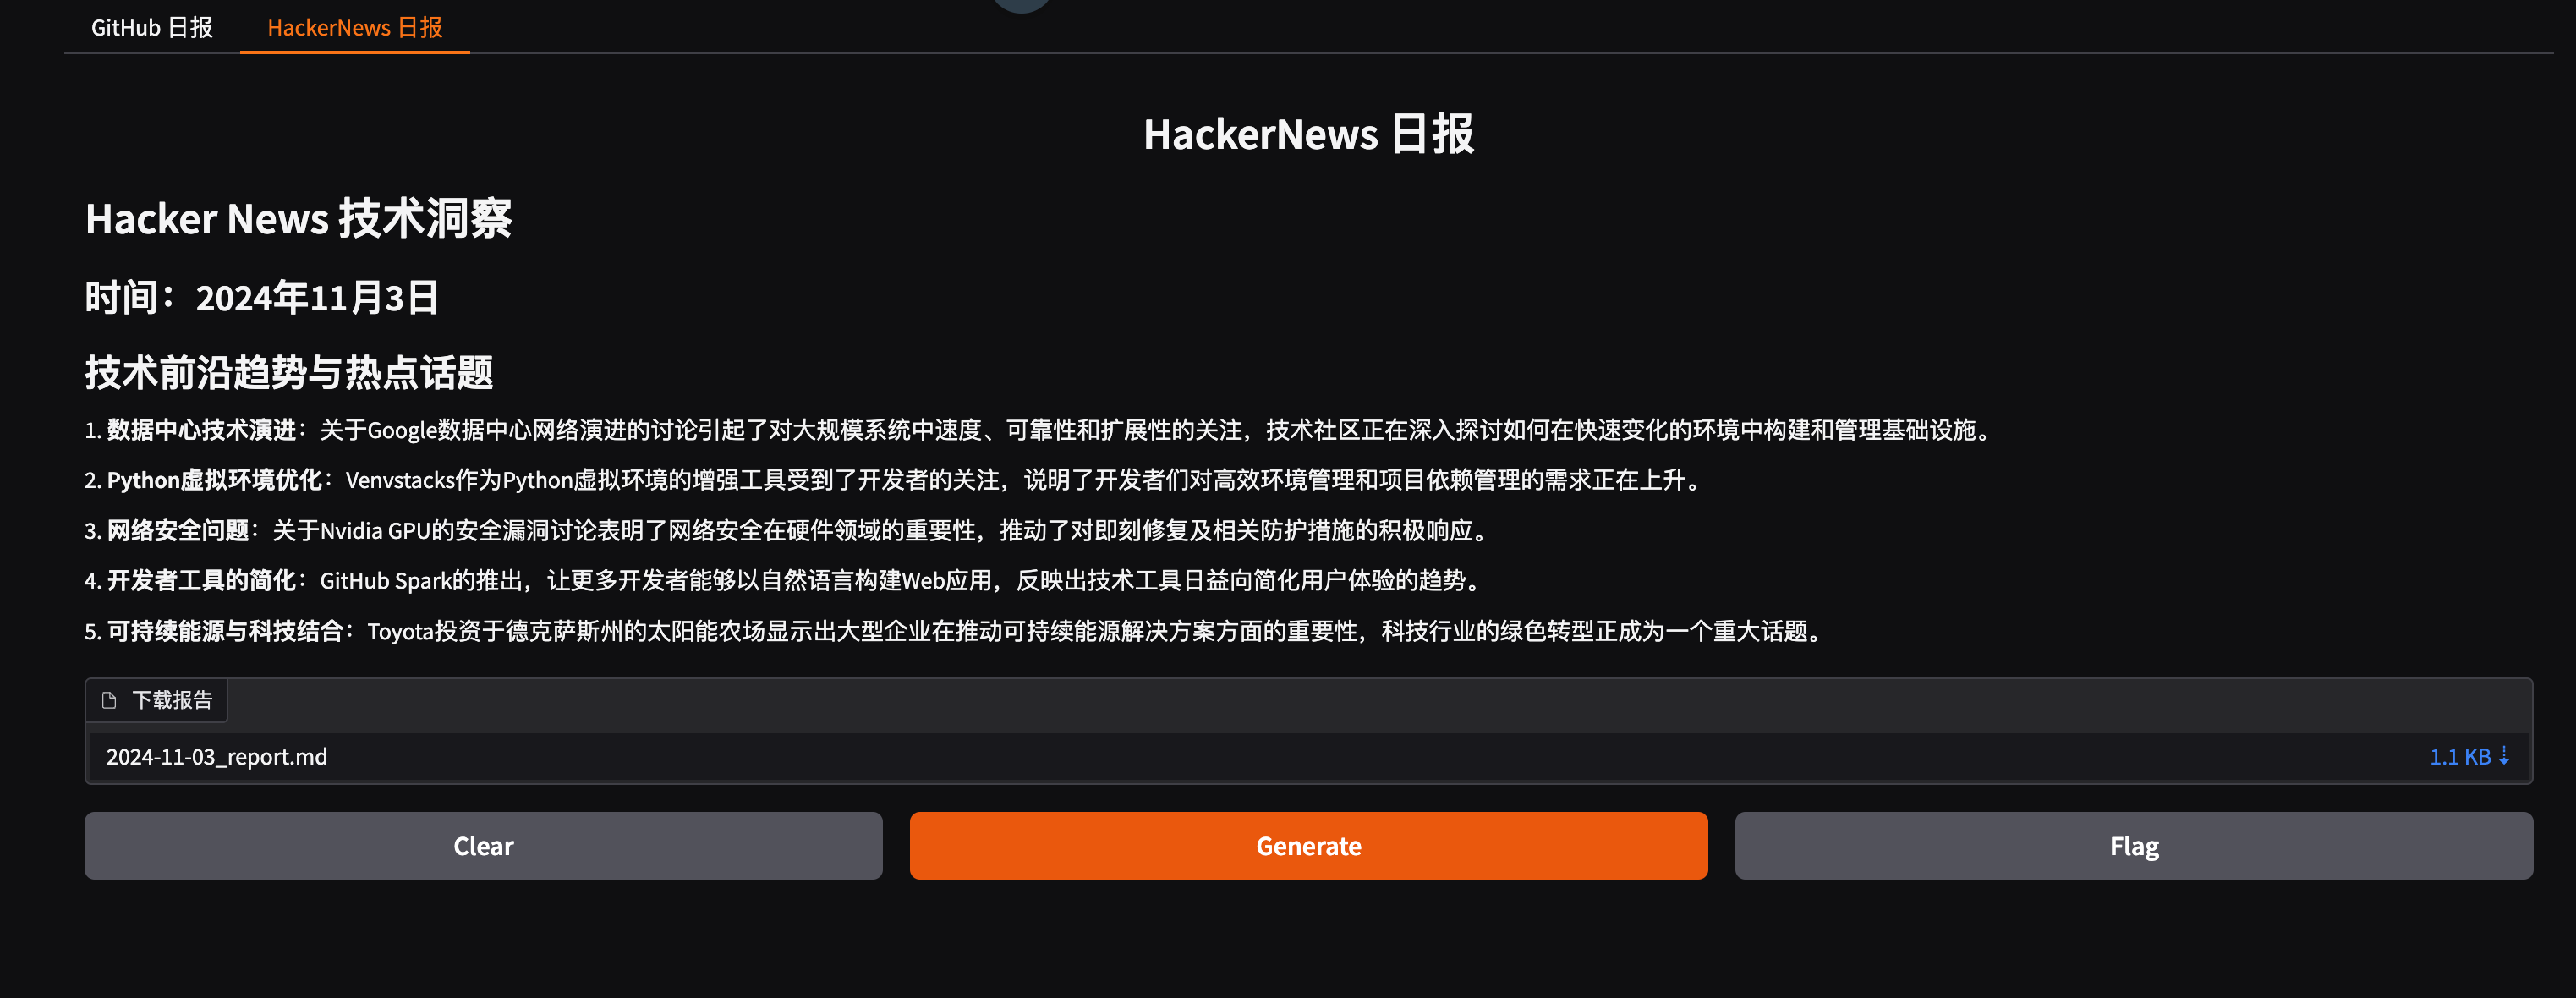 GitHub 日报
HackerNews 日报
HackerNews 日报
Hacker News 技术洞察
时间：2024年11月3日
技术前沿趋势与热点话题
1. 数据中心技术演进：关于Google数据中心网络演进的讨论引起了对大规模系统中速度、可靠性和扩展性的关注，技术社区正在深入探讨如何在快速变化的环境中构建和管理基础设施。
2. Python虚拟环境优化：Venvstacks作为Python虚拟环境的增强工具受到了开发者的关注，说明了开发者们对高效环境管理和项目依赖管理的需求正在上升。
3. 网络安全问题：关于Nvidia GPU的安全漏洞讨论表明了网络安全在硬件领域的重要性，推动了对即刻修复及相关防护措施的积极响应。
4. 开发者工具的简化：GitHub Spark的推出，让更多开发者能够以自然语言构建Web应用，反映出技术工具日益向简化用户体验的趋势。
5. 可持续能源与科技结合：Toyota投资于德克萨斯州的太阳能农场显示出大型企业在推动可持续能源解决方案方面的重要性，科技行业的绿色转型正成为一个重大话题。
下载报告
2024-11-03_report.md
1.1 KB ⇣
Clear
Generate
Flag